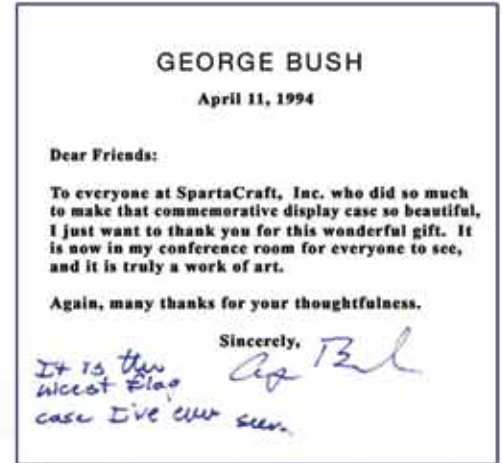 GEORGE BUSH
April 11, 1994
Dear Friends:
To everyone at SpartaCraft, Inc. who did so much
to make that commemorative display case so beautiful,
I just want to thank you for this wonderful gift. It
is now in my conference room for everyone to see,
and it is truly a work of art.
Again, many thanks for your thoughtfulness.
Sincerely,
G Bush
It is the
nicest flag
case I've ever seen.